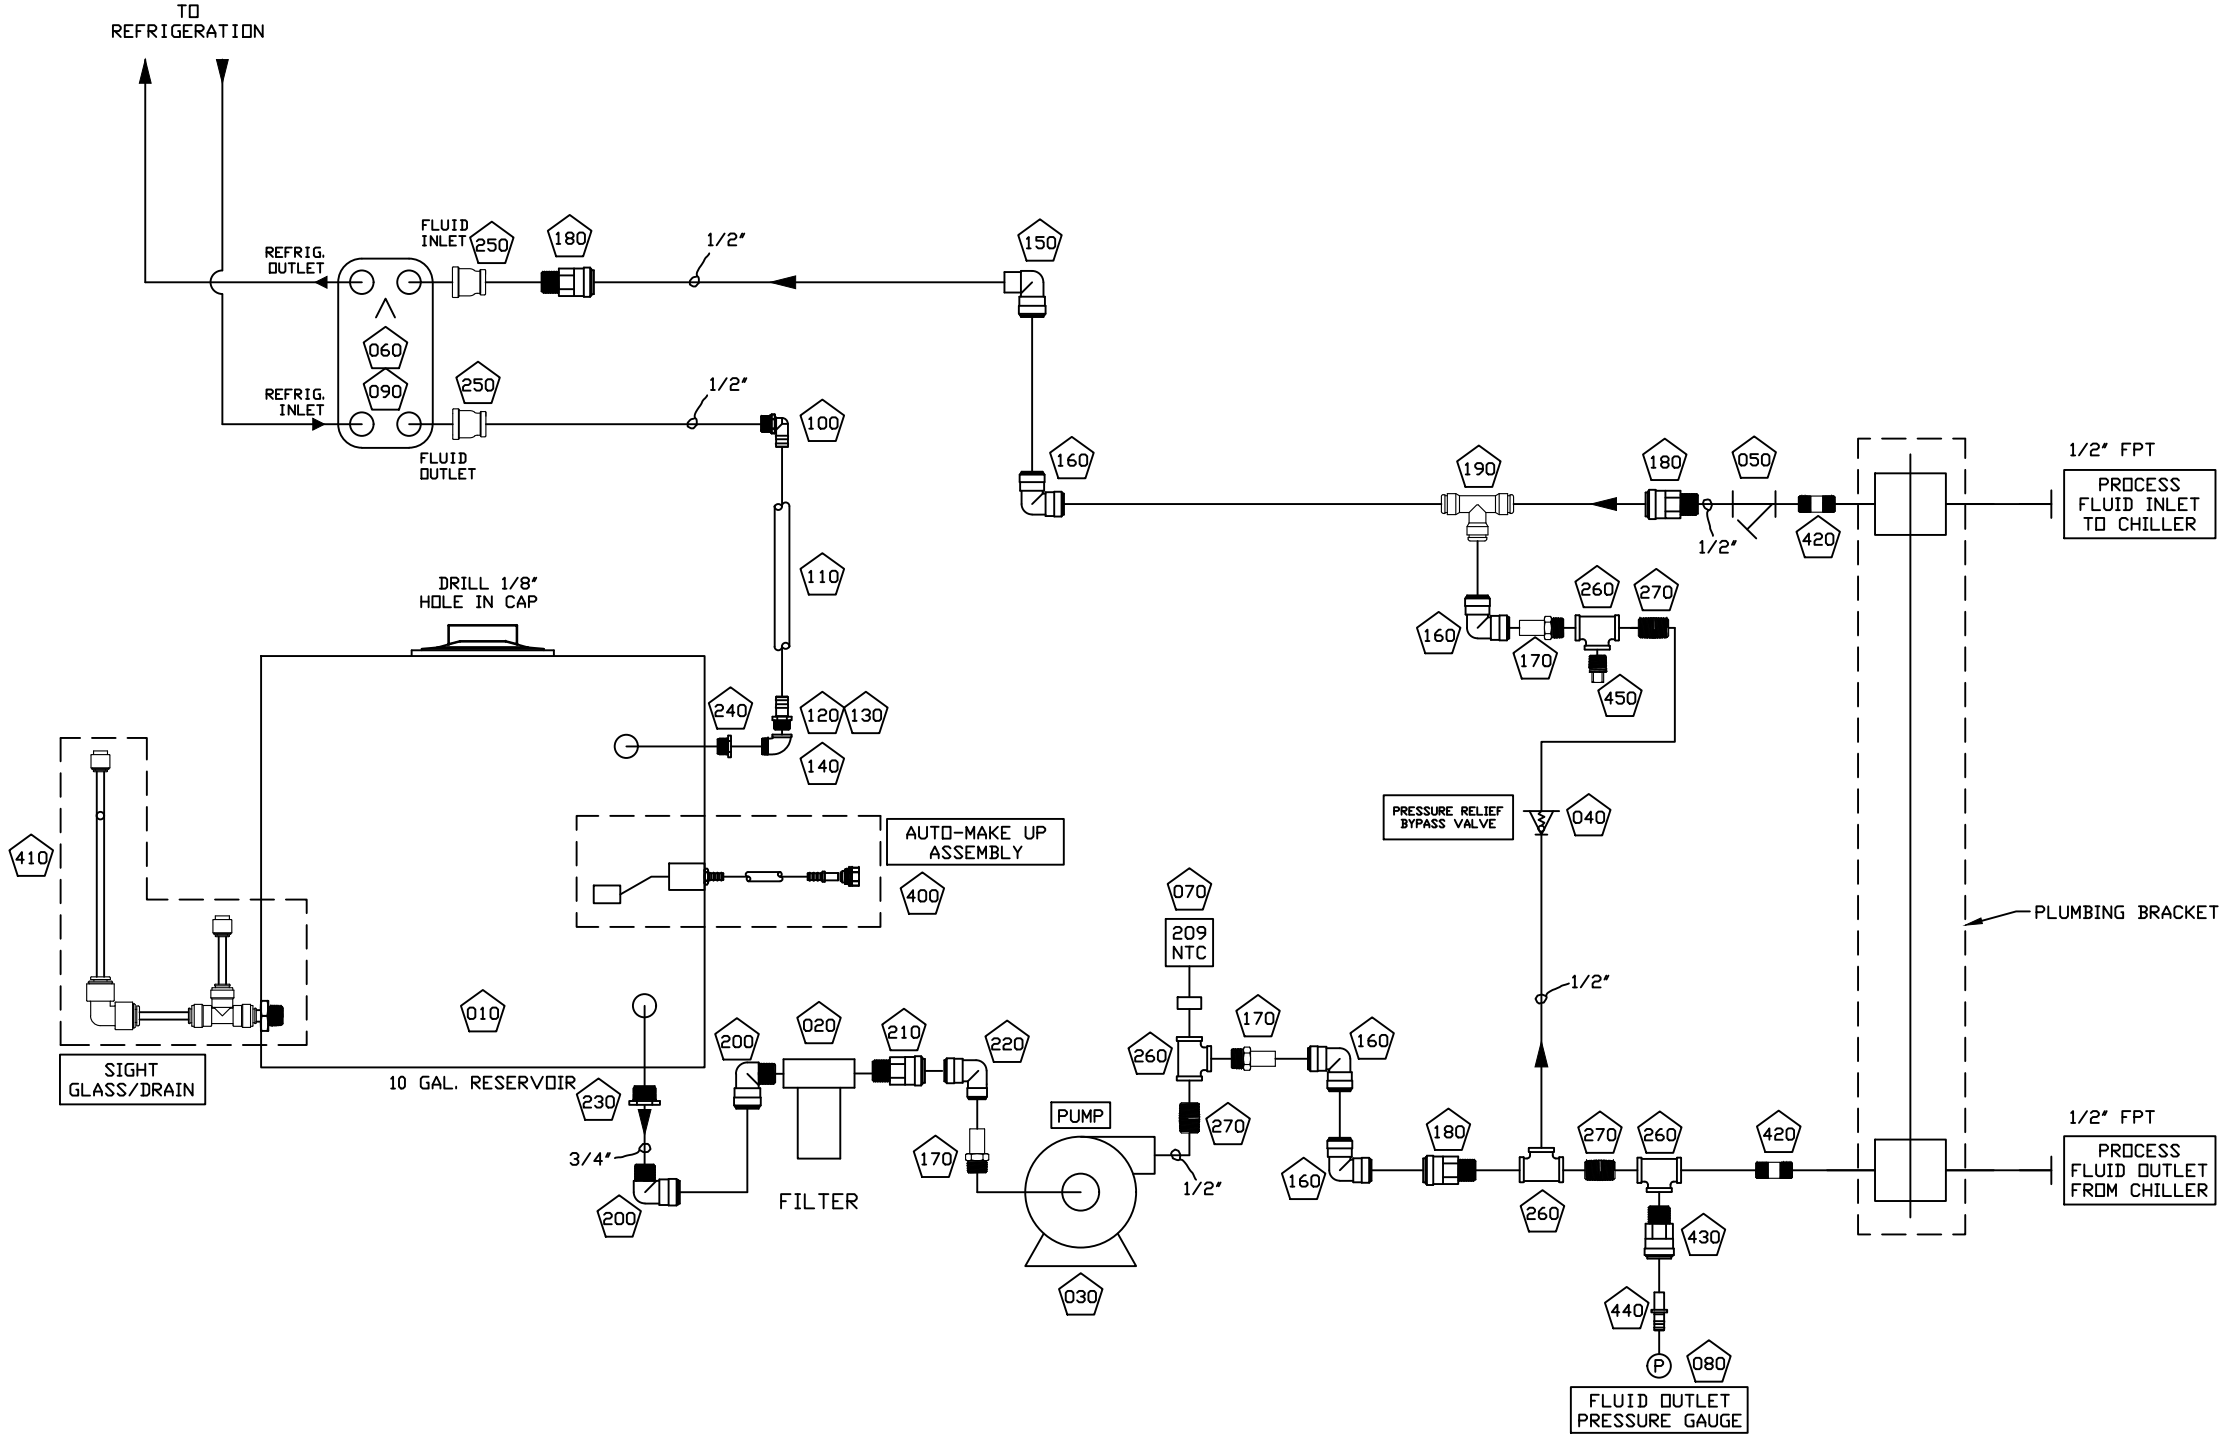 TO
REFRIGERATION
FLUID
INLET
250
180
1/2"
150
REFRIG.
OUTLET
060
090
250
1/2"
REFRIG.
INLET
100
FLUID
OUTLET
160
190
180
050
1/2" FPT
PROCESS
FLUID INLET
TO CHILLER
1/2"
420
110
DRILL 1/8"
HOLE IN CAP
260
270
160
170
450
240
120
130
140
PRESSURE RELIEF
BYPASS VALVE
040
410
AUTO-MAKE UP
ASSEMBLY
400
070
209
NTC
PLUMBING BRACKET
1/2"
010
200
020
210
220
260
170
160
SIGHT
GLASS/DRAIN
10 GAL. RESERVOIR
230
PUMP
270
170
3/4"
200
FILTER
1/2"
030
160
180
270
260
420
1/2" FPT
PROCESS
FLUID OUTLET
FROM CHILLER
260
430
440
P
080
FLUID OUTLET
PRESSURE GAUGE